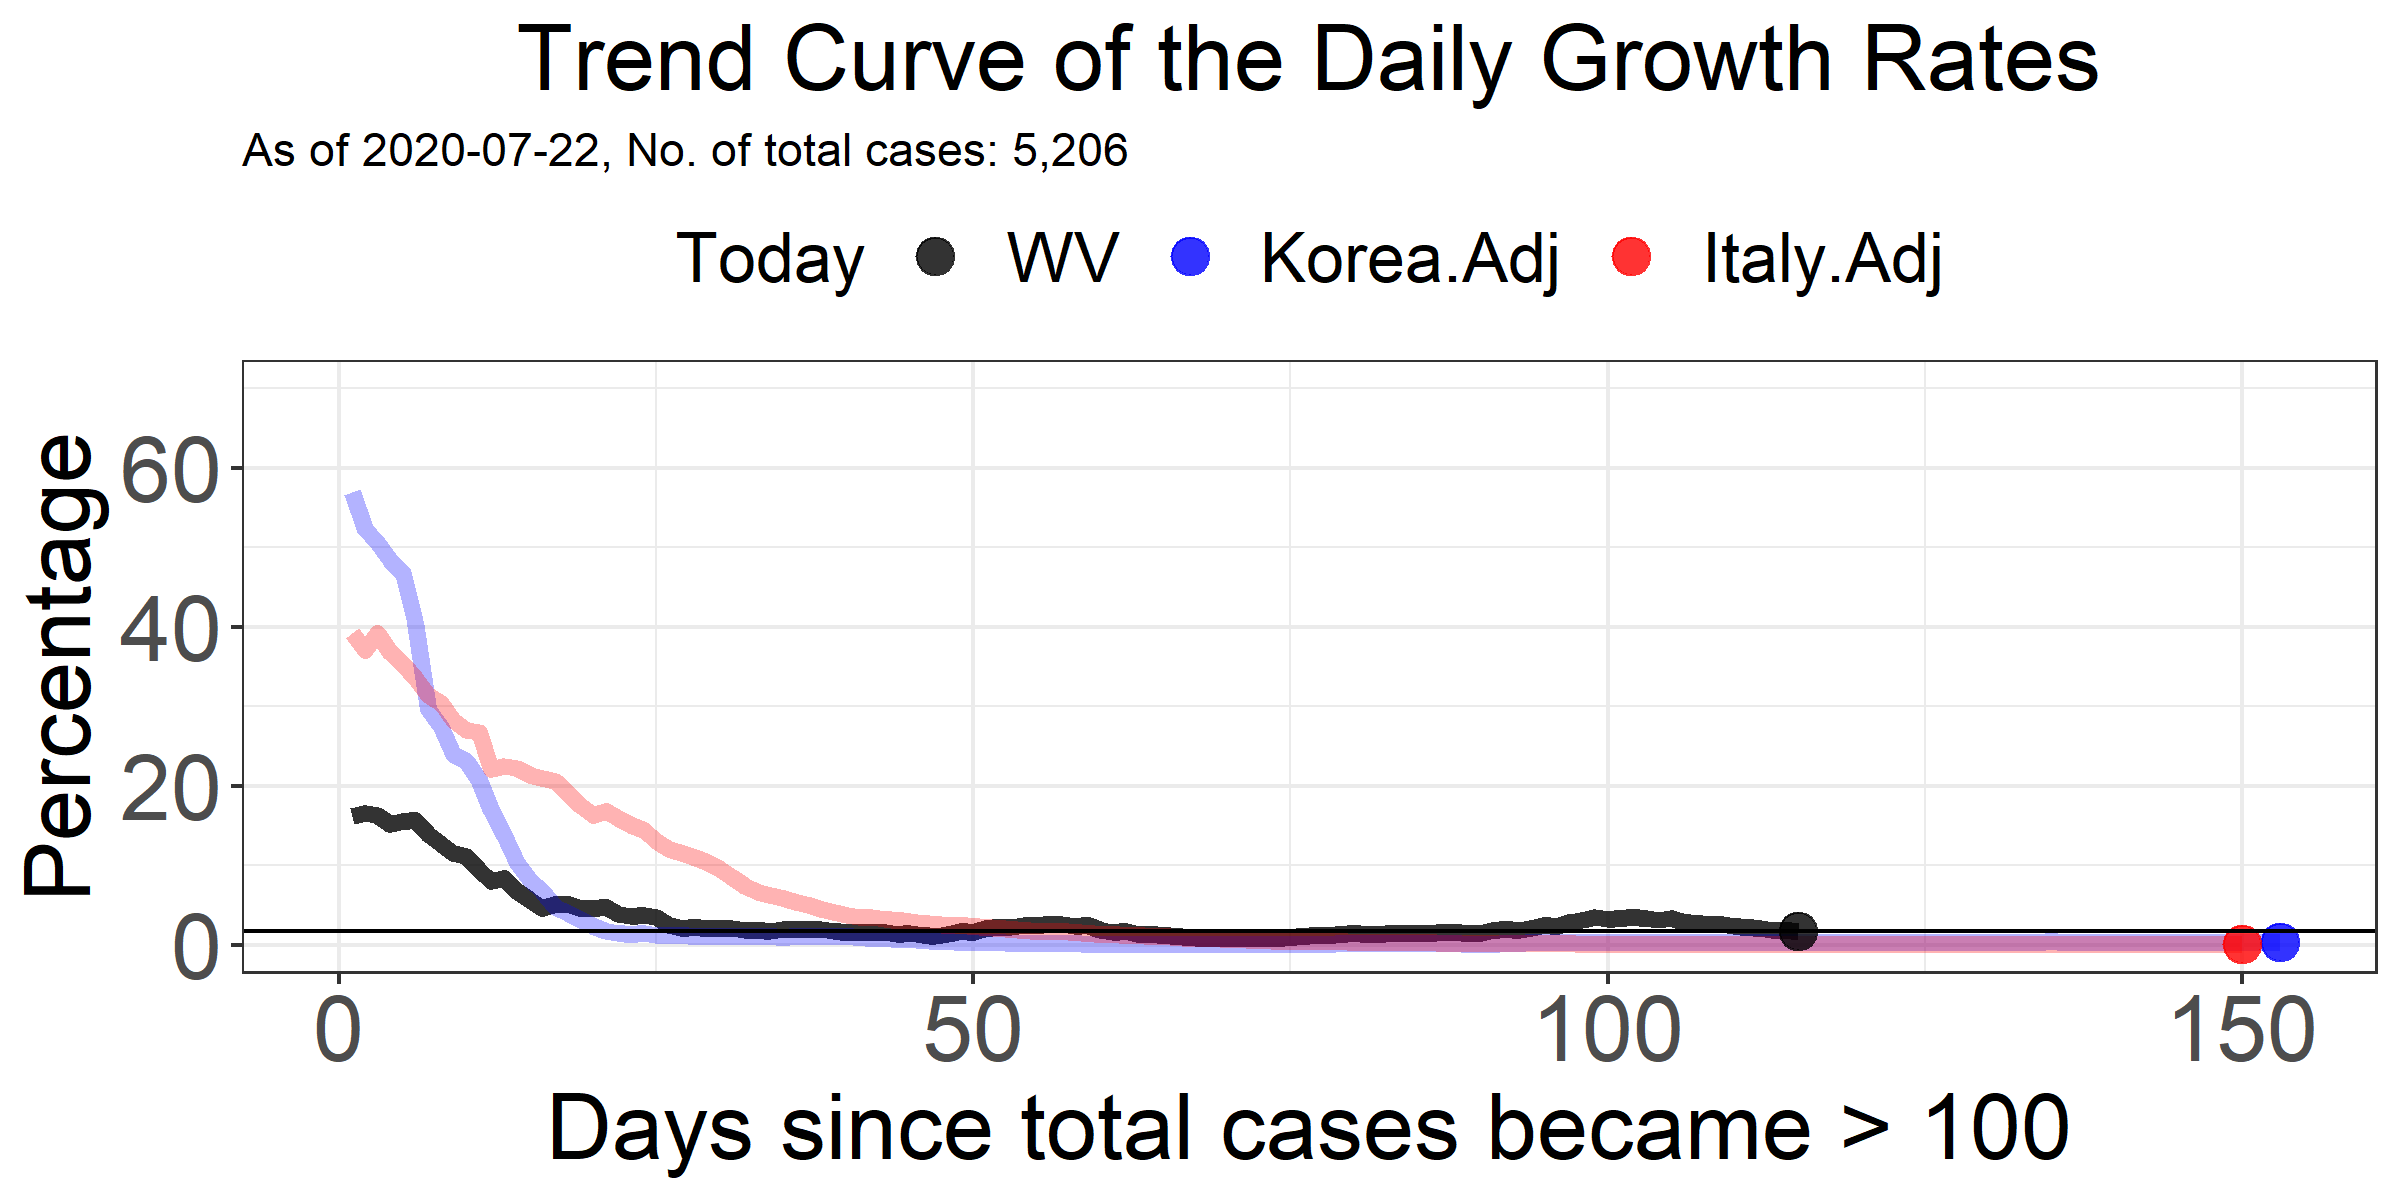 Trend Curve of the Daily Growth Rates
As of 2020-07-22, No. of total cases: 5,206
Today WV Korea.Adj Italy.Adj
Percentage
60
40
20
0
0 50 100 150
Days since total cases became > 100